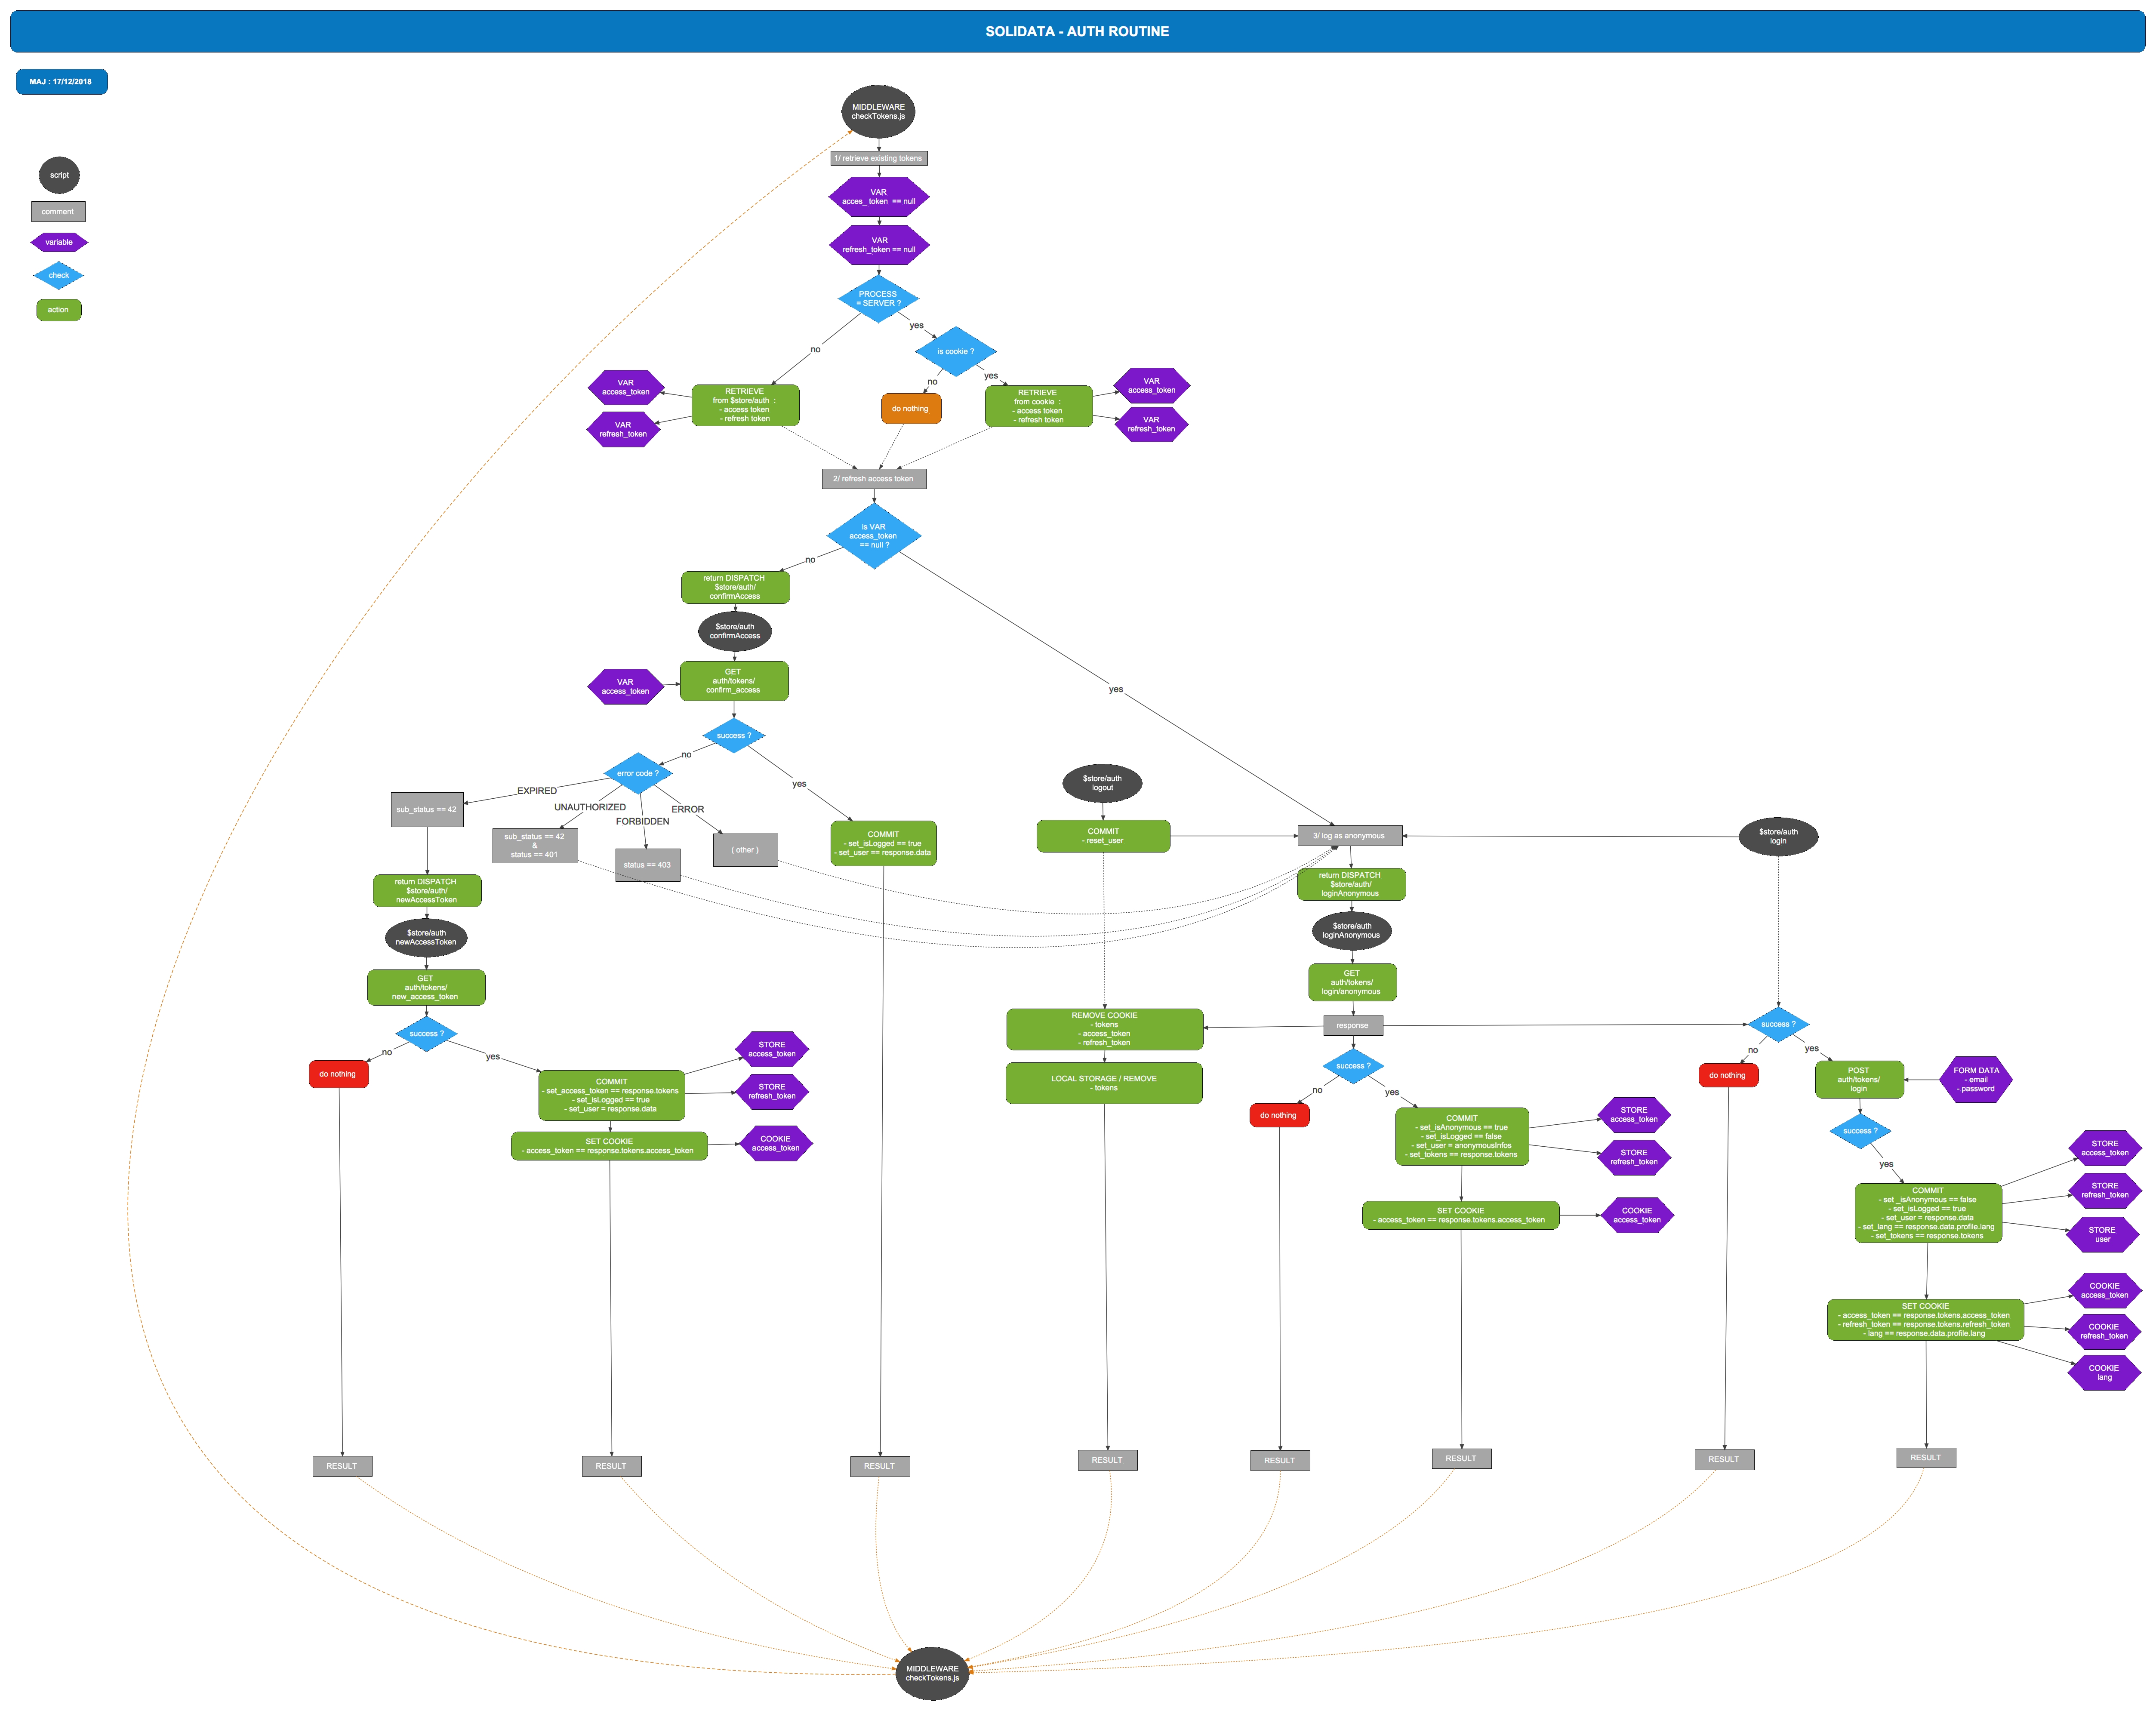 SOLIDATA - AUTH ROUTINE
MAJ : 17/12/2018
script
comment
variable
check
action
MIDDLEWARE
checkTokens.js
1/ retrieve existing tokens
VAR
acces_ token == null
VAR
refresh_token == null
PROCESS
= SERVER ?
yes
no
is cookie ?
no
yes
VAR
access_token
VAR
refresh_token
RETRIEVE
from $store/auth :
- access token
- refresh token
do nothing
RETRIEVE
from cookie :
- access token
- refresh token
VAR
access_token
VAR
refresh_token
2/ refresh access token
is VAR
access_token
== null ?
no
yes
return DISPATCH
$store/auth/
confirmAccess
$store/auth
confirmAccess
VAR
access_token
GET
auth/tokens/
confirm_access
success ?
no
yes
error code ?
EXPIRED
UNAUTHORIZED
FORBIDDEN
ERROR
sub_status == 42
sub_status == 42
&
status == 401
status == 403
( other )
COMMIT
- set_isLogged == true
- set_user == response.data
$store/auth
logout
COMMIT
- reset_user
3/ log as anonymous
$store/auth
login
return DISPATCH
$store/auth/
newAccessToken
$store/auth
newAccessToken
GET
auth/tokens/
new_access_token
success ?
no
yes
do nothing
COMMIT
- set_access_token == response.tokens
- set_isLogged == true
- set_user = response.data
STORE
access_token
STORE
refresh_token
SET COOKIE
- access_token == response.tokens.access_token
COOKIE
access_token
return DISPATCH
$store/auth/
loginAnonymous
$store/auth
loginAnonymous
GET
auth/tokens/
login/anonymous
REMOVE COOKIE
- tokens
- access_token
- refresh_token
response
LOCAL STORAGE / REMOVE
- tokens
success ?
no
yes
do nothing
COMMIT
- set_isAnonymous == true
- set_isLogged == false
- set_user = anonymousInfos
- set_tokens == response.tokens
STORE
access_token
STORE
refresh_token
SET COOKIE
- access_token == response.tokens.access_token
COOKIE
access_token
success ?
no
yes
do nothing
POST
auth/tokens/
login
FORM DATA
- email
- password
success ?
yes
COMMIT
- set _isAnonymous == false
- set_isLogged == true
- set_user = response.data
- set_lang == response.data.profile.lang
- set_tokens == response.tokens
STORE
access_token
STORE
refresh_token
STORE
user
SET COOKIE
- access_token == response.tokens.access_token
- refresh_token == response.tokens.refresh_token
- lang == response.data.profile.lang
COOKIE
access_token
COOKIE
refresh_token
COOKIE
lang
RESULT
RESULT
RESULT
RESULT
RESULT
RESULT
RESULT
RESULT
MIDDLEWARE
checkTokens.js